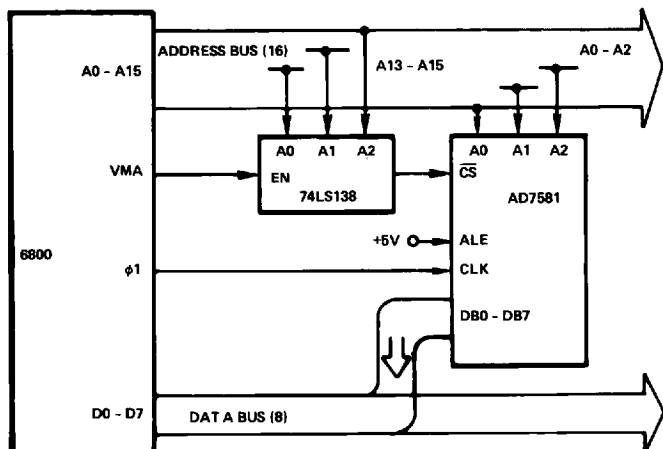 ADDRESS BUS (16)
A0 – A2
A0 – A15
A13 – A15
A0 A1 A2
A0 A1 A2
VMA
EN
C̅S̅
74LS138
AD7581
+5V
ALE
6800
ϕ1
CLK
DB0 – DB7
D0 – D7
DAT A BUS (8)